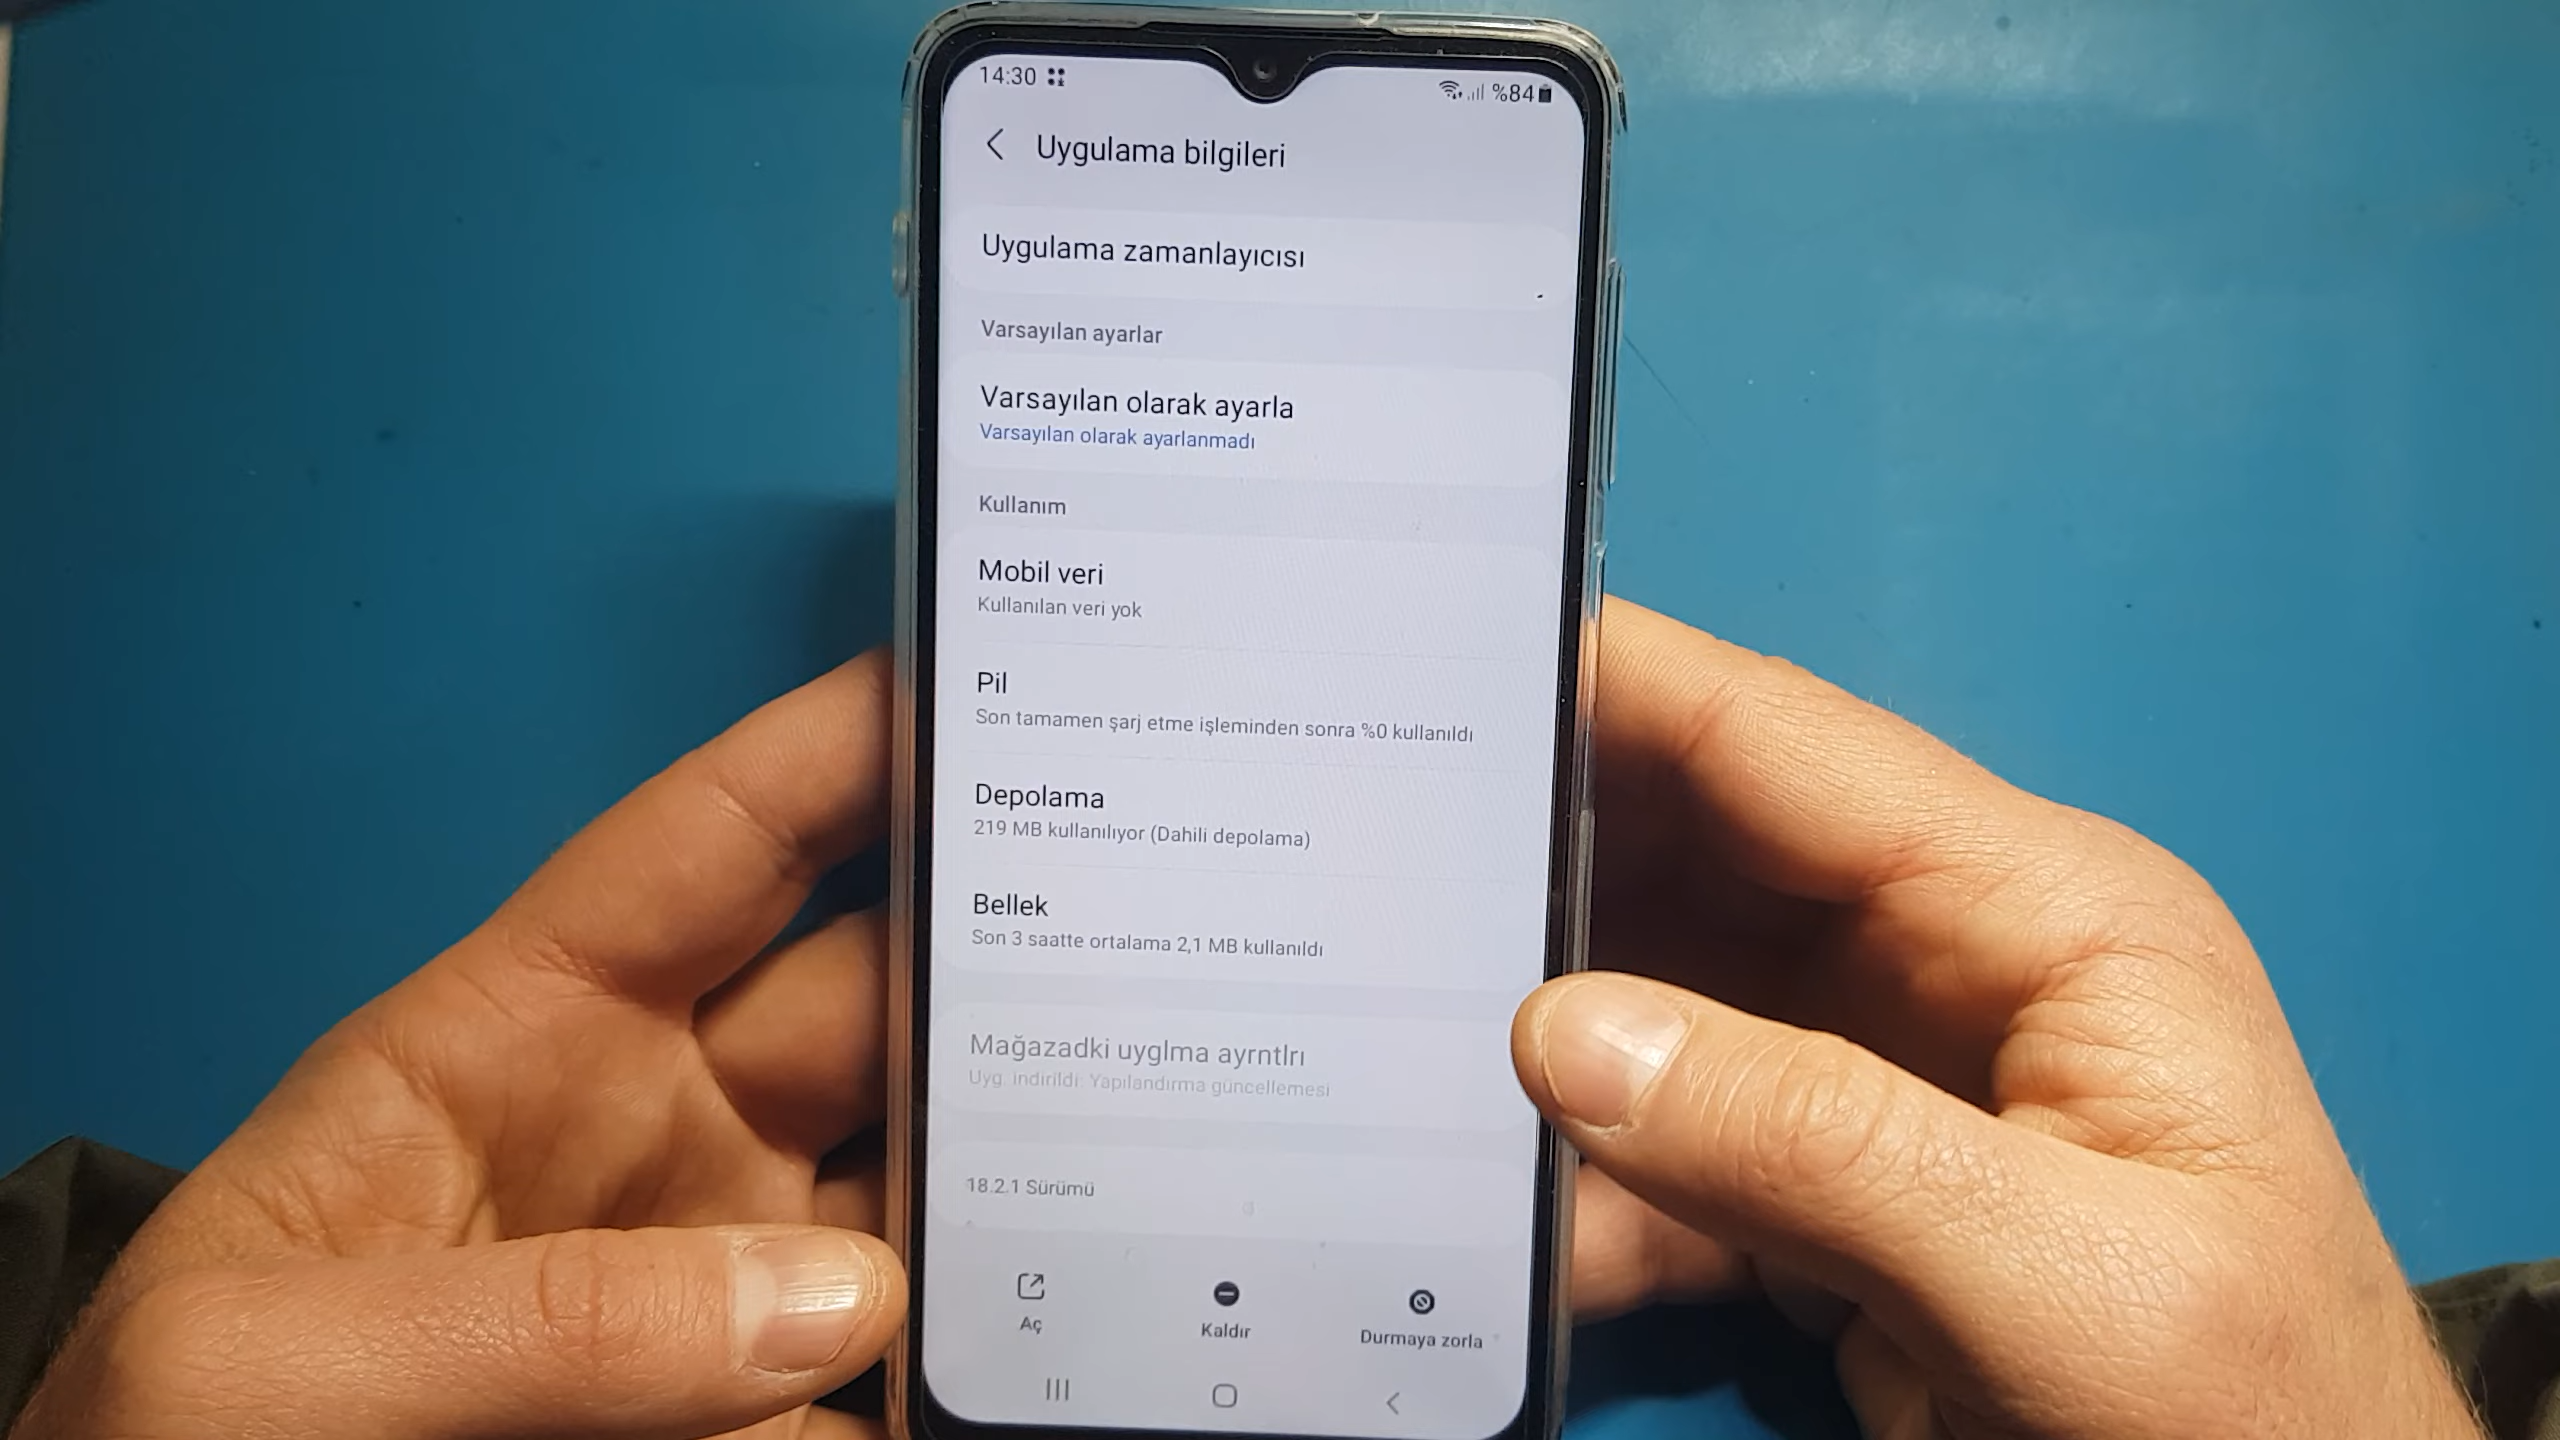 14:30 %84
Uygulama bilgileri
Uygulama zamanlayıcısı
Varsayılan ayarlar
Varsayılan olarak ayarla
Varsayılan olarak ayarlanmadı
Kullanım
Mobil veri
Kullanılan veri yok
Pil
Son tamamen şarj etme işleminden sonra %0 kullanıldı
Depolama
219 MB kullanılıyor (Dahili depolama)
Bellek
Son 3 saatte ortalama 2,1 MB kullanıldı
Mağazadki uyglma ayrntlrı
Uyg. indirildi: Yapılandırma güncellemesi
18.2.1 Sürümü
Aç Kaldır Durmaya zorla